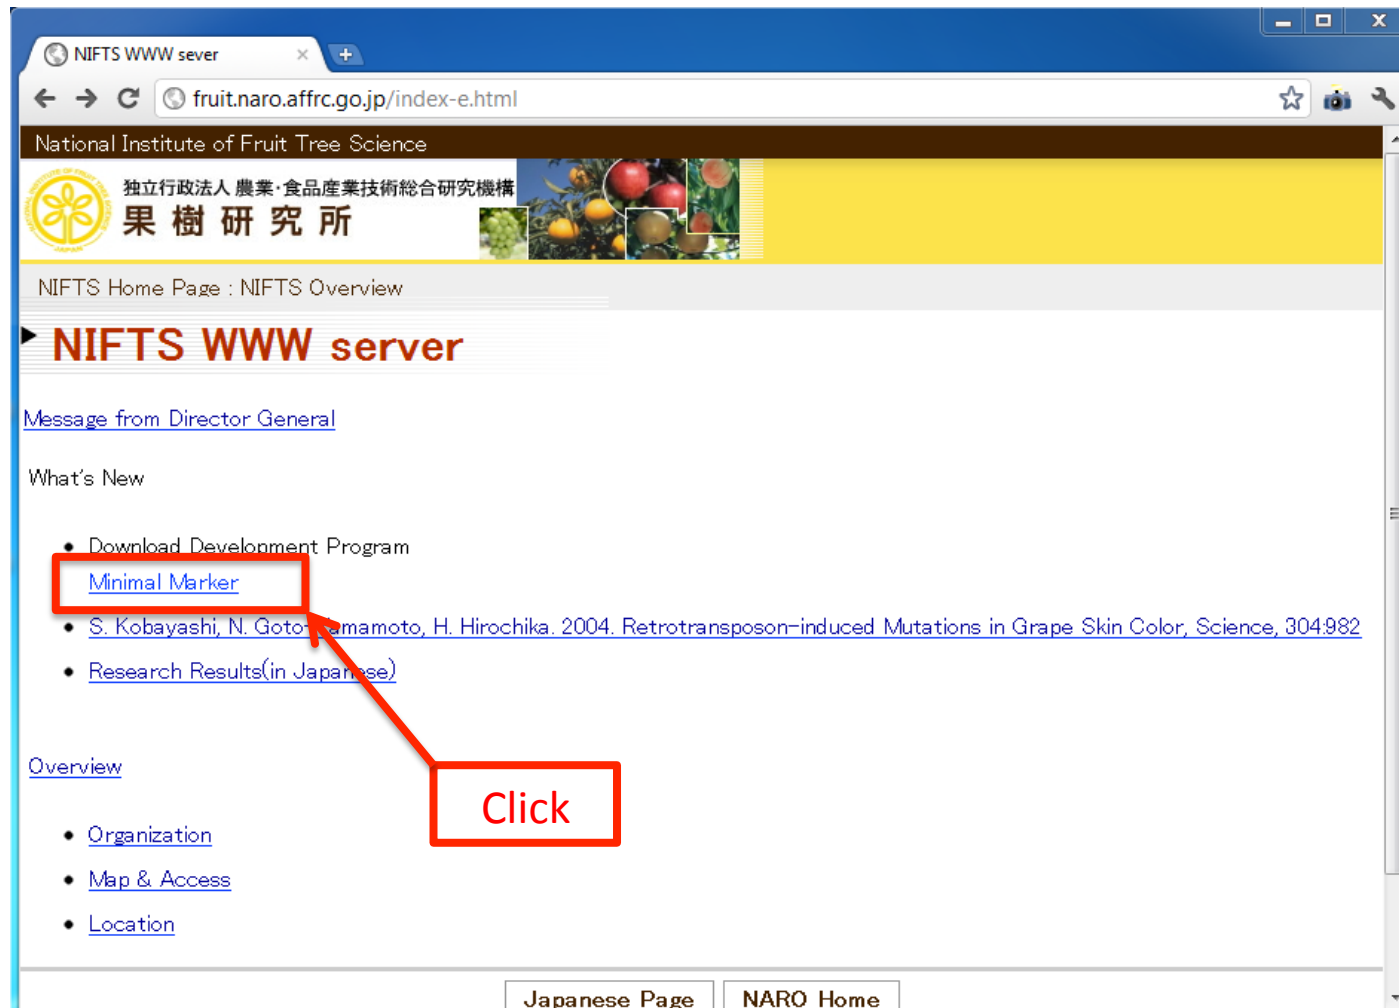 NIFTS WWW sever
fruit.naro.affrc.go.jp/index-e.html
National Institute of Fruit Tree Science
独立行政法人 農業・食品産業技術総合研究機構
果樹研究所
NIFTS Home Page : NIFTS Overview
NIFTS WWW server
Message from Director General
What's New
Download Development Program
Minimal Marker
S. Kobayashi, N. Goto-Yamamoto, H. Hirochika. 2004. Retrotransposon-induced Mutations in Grape Skin Color, Science, 304:982
Research Results(in Japanese)
Overview
Click
Organization
Map & Access
Location
Japanese Page
NARO Home